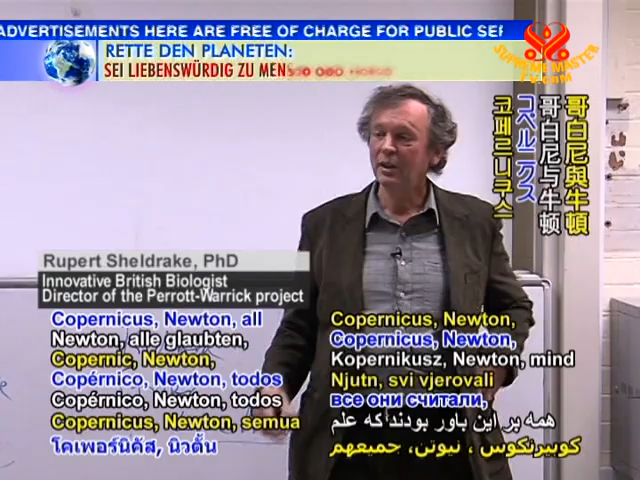 ADVERTISEMENTS HERE ARE FREE OF CHARGE FOR PUBLIC SER
RETTE DEN PLANETEN:
SEI LIEBENSWÜRDIG ZU MEN
SUPREME MASTER
TV.COM
哥白尼與牛頓
哥白尼与牛顿
コペルニクス
코페르니쿠스
Rupert Sheldrake, PhD
Innovative British Biologist
Director of the Perrott-Warrick project
Copernicus, Newton, all
Newton, alle glaubten,
Copernic, Newton,
Copérnico, Newton, todos
Copérnico, Newton, todos
Copernicus, Newton, semua
โคเพอร์นิคัส, นิวตั้น
Copernicus, Newton,
Copernicus, Newton,
Kopernikusz, Newton, mind
Njutn, svi vjerovali
все они считали,
همه بر این باور بودند که علم
كوبيرنكوس ، نيوتن، جميعهم